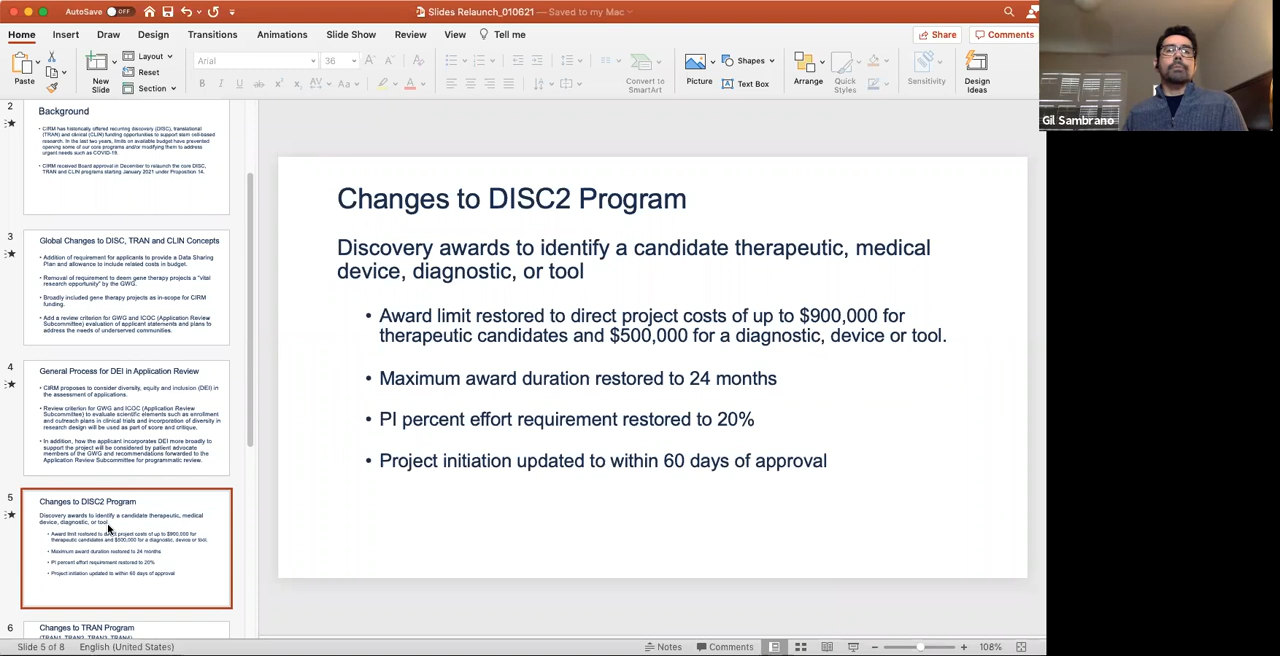 AutoSave OFF
Slides Relaunch_010621 — Saved to my Mac
Home Insert Draw Design Transitions Animations Slide Show Review View Tell me
Share Comments
Paste
New Slide
Layout
Reset
Section
Arial 36
Convert to SmartArt
Picture
Shapes
Text Box
Arrange
Quick Styles
Sensitivity
Design Ideas
Gil Sambrano
2
Background
• CIRM has historically offered recurring discovery (DISC), translational
(TRAN) and clinical (CLIN) funding opportunities to support stem cell-based
research. In the last two years, limits on available budget have prevented
opening some of our core programs and/or modifying them to address
urgent needs such as COVID-19.
• CIRM received Board approval in December to relaunch the core DISC,
TRAN and CLIN programs starting January 2021 under Proposition 14.
3
Global Changes to DISC, TRAN and CLIN Concepts
• Addition of requirement for applicants to provide a Data Sharing
Plan and allowance to include related costs in budget.
• Removal of requirement to deem gene therapy projects a "vital
research opportunity" by the GWG.
• Broadly included gene therapy projects as in-scope for CIRM
funding.
• Add a review criterion for GWG and ICOC (Application Review
Subcommittee) evaluation of applicant statements and plans to
address the needs of underserved communities.
4
General Process for DEI in Application Review
• CIRM proposes to consider diversity, equity and inclusion (DEI) in
the assessment of applications.
• Review criterion for GWG and ICOC (Application Review
Subcommittee) to evaluate scientific elements such as enrollment
and outreach plans in clinical trials and incorporation of diversity in
research design will be used as part of score and critique.
• In addition, how the applicant incorporates DEI more broadly to
support the project will be considered by patient advocate
members of the GWG and recommendations forwarded to the
Application Review Subcommittee for programmatic review.
5
Changes to DISC2 Program
Discovery awards to identify a candidate therapeutic, medical
device, diagnostic, or tool
• Award limit restored to direct project costs of up to $900,000 for
therapeutic candidates and $500,000 for a diagnostic, device or tool.
• Maximum award duration restored to 24 months
• PI percent effort requirement restored to 20%
• Project initiation updated to within 60 days of approval
6
Changes to TRAN Program
(TRAN1, TRAN2, TRAN3, TRAN4)
Changes to DISC2 Program
Discovery awards to identify a candidate therapeutic, medical
device, diagnostic, or tool
• Award limit restored to direct project costs of up to $900,000 for
therapeutic candidates and $500,000 for a diagnostic, device or tool.
• Maximum award duration restored to 24 months
• PI percent effort requirement restored to 20%
• Project initiation updated to within 60 days of approval
Slide 5 of 8 English (United States)
Notes Comments 108%